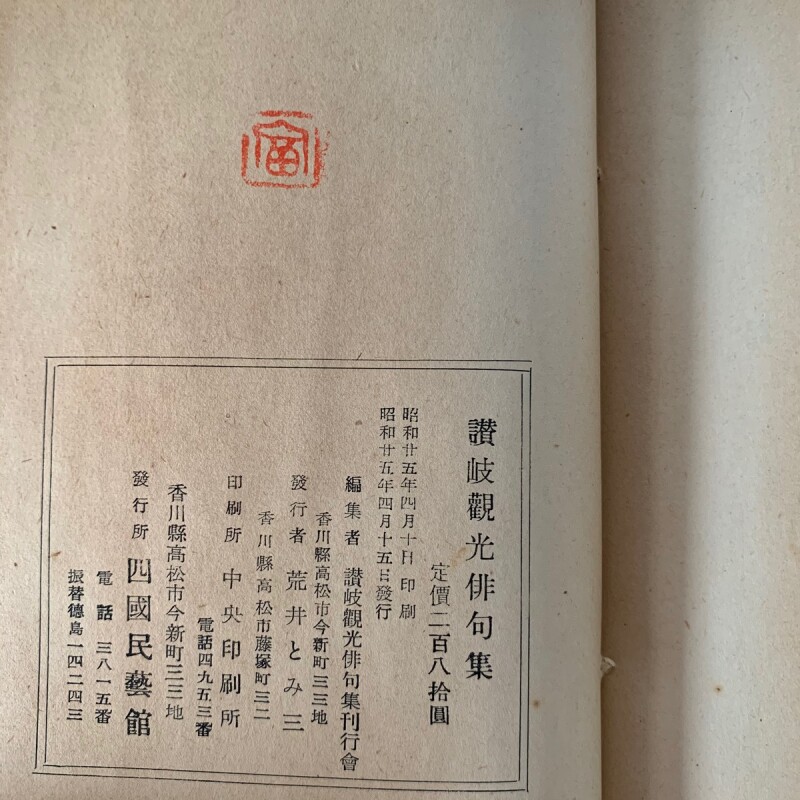 讃岐觀光俳句集
定價二百八拾圓
昭和廿五年四月十日印刷
昭和廿五年四月十五日發行
編集者 讃岐觀光俳句集刊行會
香川縣高松市今新町三三地
發行者 荒井とみ三
香川縣高松市藤塚町三二
印刷所 中央印刷所
電話四九五三番
香川縣高松市今新町三三地
發行所 四國民藝館
電話 三八一五番
振替德島一四二四三